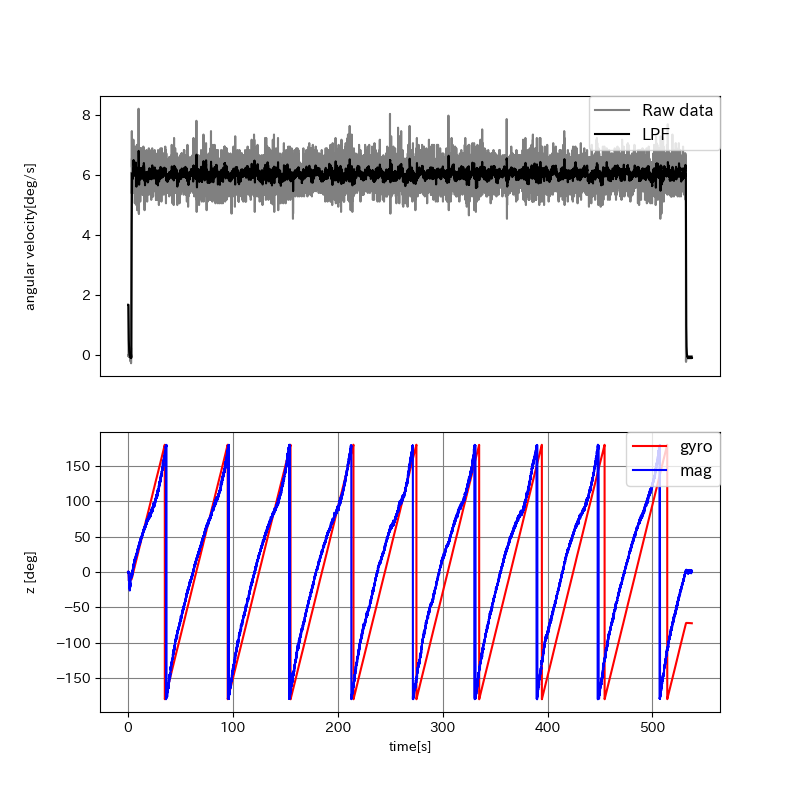 Raw data
LPF
8
6
4
2
0
angular velocity[deg/s]
gyro
mag
150
100
50
0
−50
−100
−150
z [deg]
0 100 200 300 400 500
time[s]